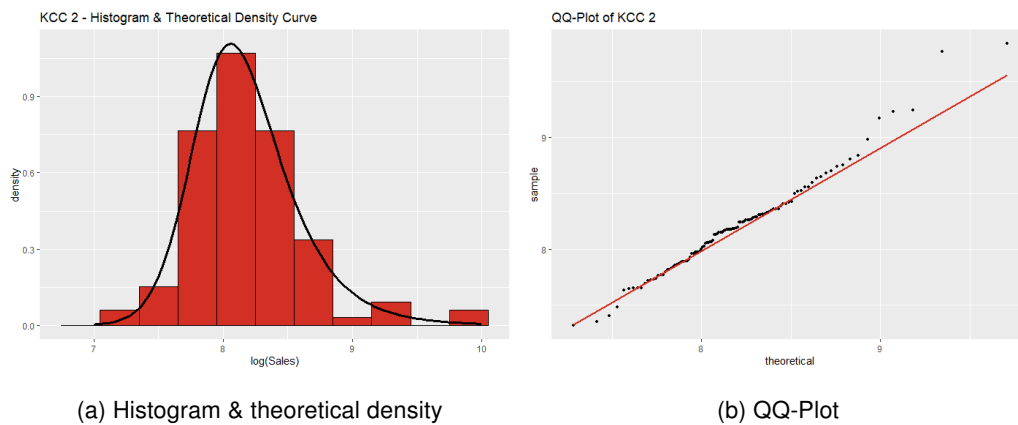 KCC 2 - Histogram & Theoretical Density Curve
0.9
0.6
0.3
0.0
density
7
8
9
10
log(Sales)
(a) Histogram & theoretical density
QQ-Plot of KCC 2
9
8
sample
8
9
theoretical
(b) QQ-Plot